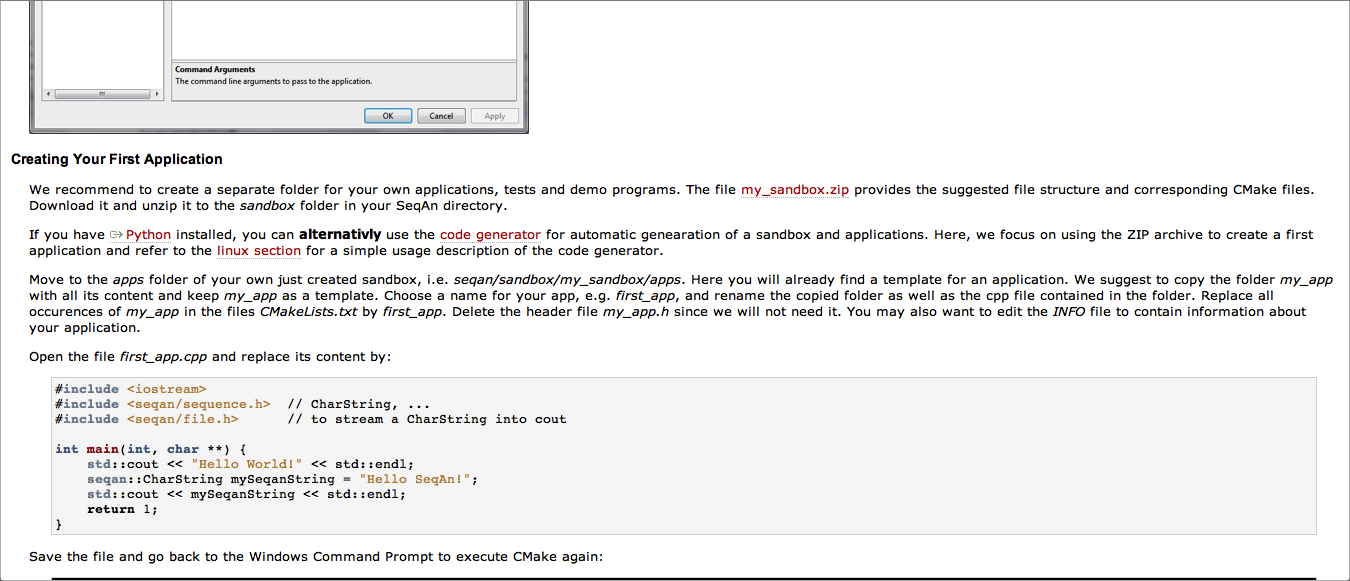 Command Arguments
The command line arguments to pass to the application.
OK Cancel Apply
Creating Your First Application
We recommend to create a separate folder for your own applications, tests and demo programs. The file my_sandbox.zip provides the suggested file structure and corresponding CMake files.
Download it and unzip it to the sandbox folder in your SeqAn directory.
If you have Python installed, you can alternativly use the code generator for automatic genearation of a sandbox and applications. Here, we focus on using the ZIP archive to create a first
application and refer to the linux section for a simple usage description of the code generator.
Move to the apps folder of your own just created sandbox, i.e. seqan/sandbox/my_sandbox/apps. Here you will already find a template for an application. We suggest to copy the folder my_app
with all its content and keep my_app as a template. Choose a name for your app, e.g. first_app, and rename the copied folder as well as the cpp file contained in the folder. Replace all
occurences of my_app in the files CMakeLists.txt by first_app. Delete the header file my_app.h since we will not need it. You may also want to edit the INFO file to contain information about
your application.
Open the file first_app.cpp and replace its content by:
#include <iostream>
#include <seqan/sequence.h>  // CharString, ...
#include <seqan/file.h>      // to stream a CharString into cout
int main(int, char **) {
    std::cout << "Hello World!" << std::endl;
    seqan::CharString mySeqanString = "Hello SeqAn!";
    std::cout << mySeqanString << std::endl;
    return 1;
}
Save the file and go back to the Windows Command Prompt to execute CMake again: